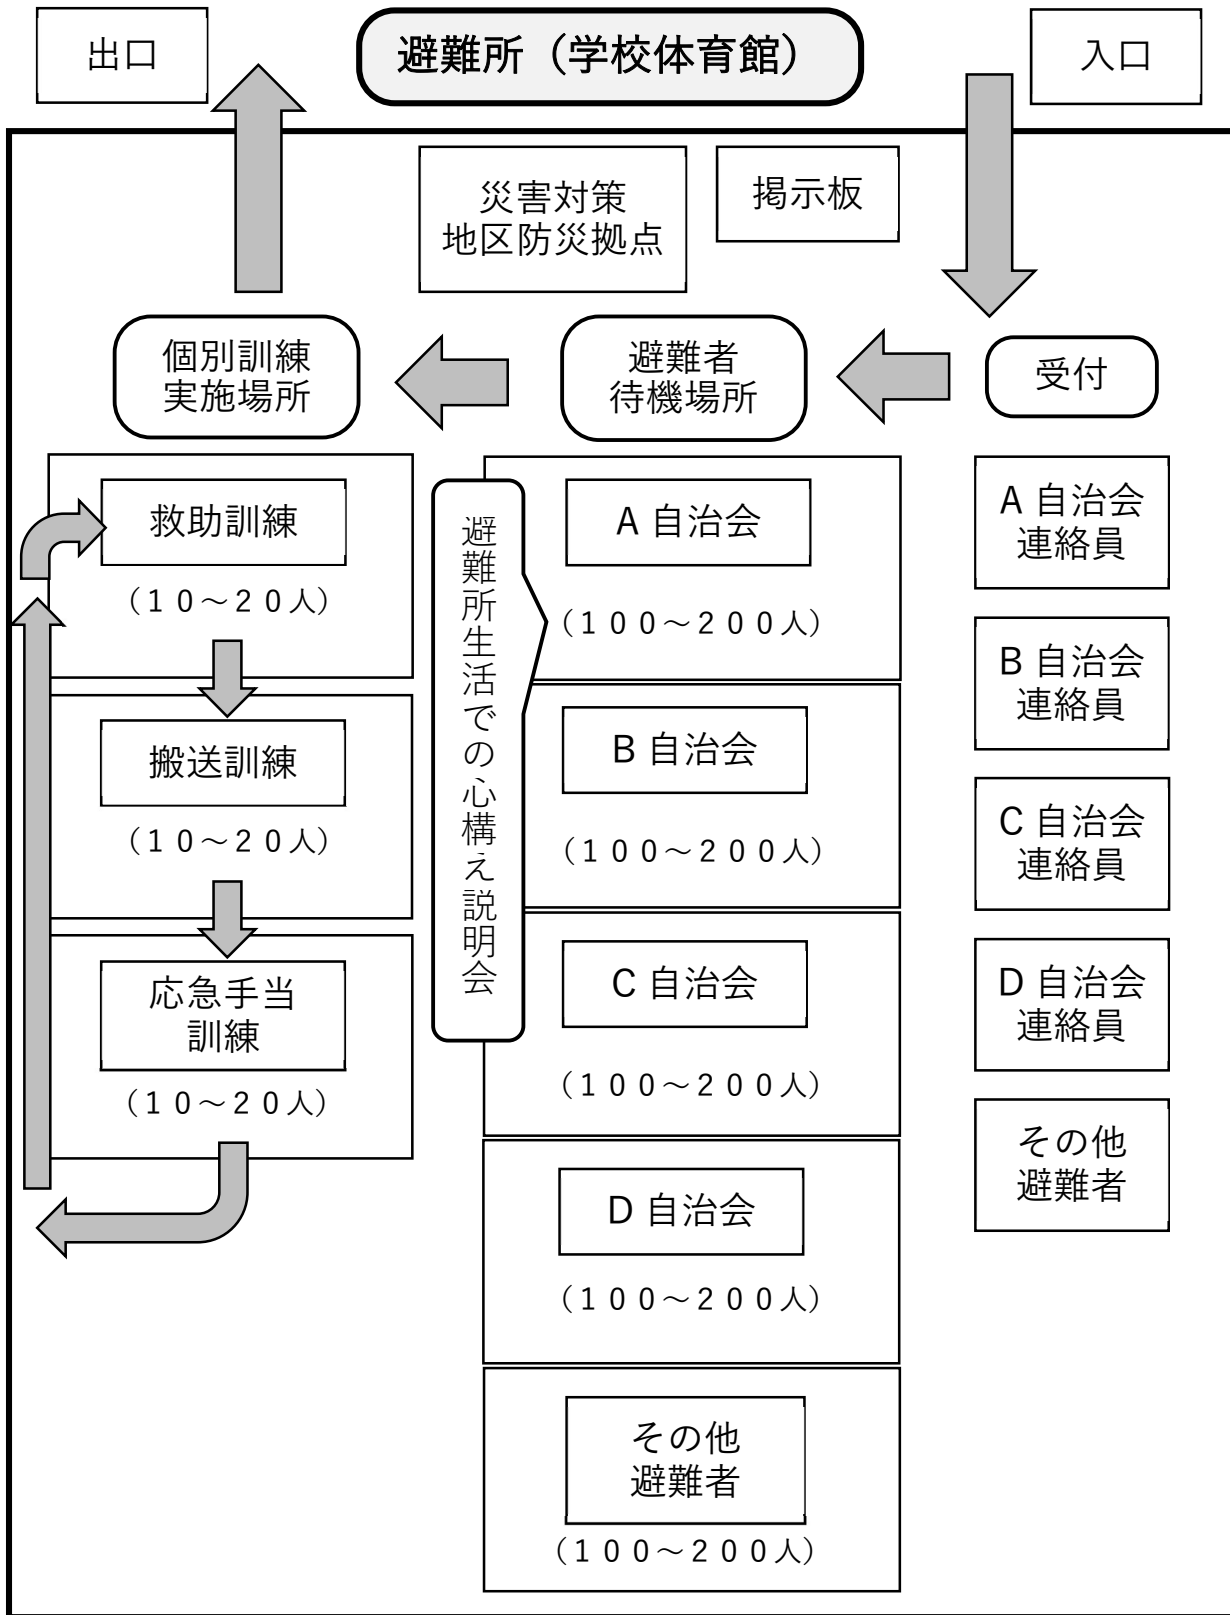 出口
避難所（学校体育館）
入口
災害対策
地区防災拠点
掲示板
個別訓練
実施場所
避難者
待機場所
受付
救助訓練
（１０～２０人）
搬送訓練
（１０～２０人）
応急手当
訓練
（１０～２０人）
避難所生活での心構え説明会
A 自治会
（１００～２００人）
B 自治会
（１００～２００人）
C 自治会
（１００～２００人）
D 自治会
（１００～２００人）
その他
避難者
（１００～２００人）
A 自治会
連絡員
B 自治会
連絡員
C 自治会
連絡員
D 自治会
連絡員
その他
避難者